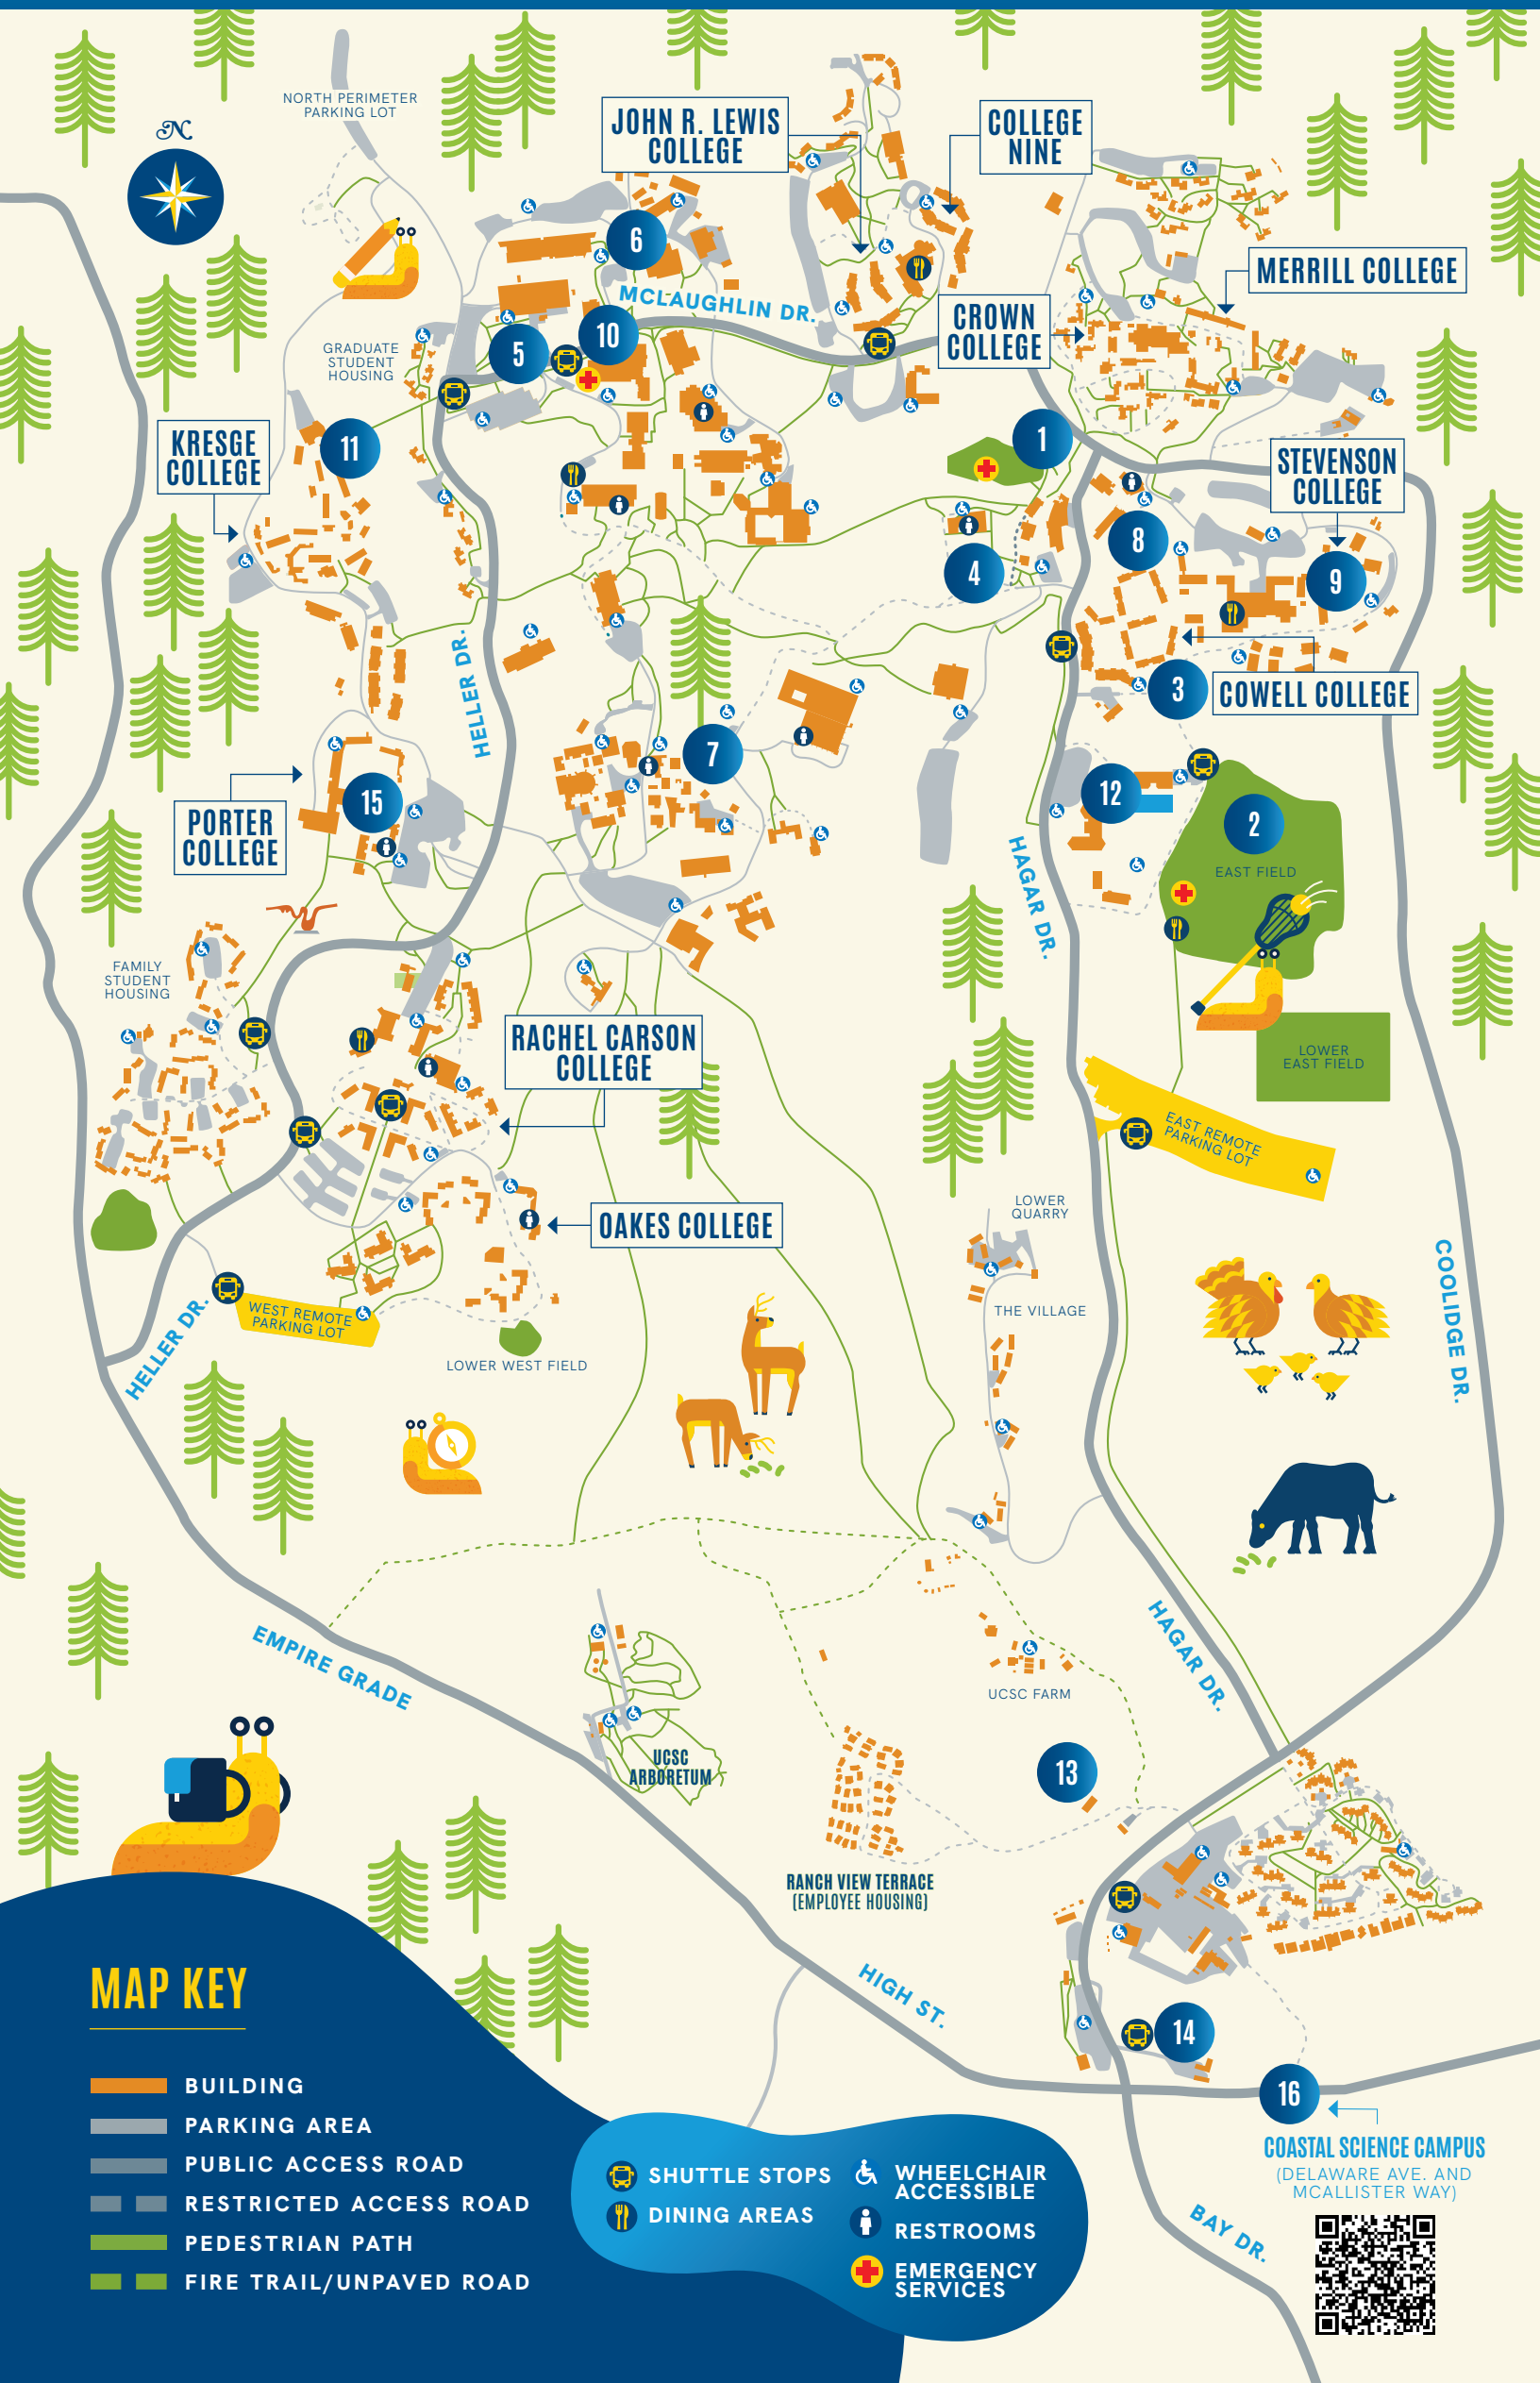 N
NORTH PERIMETER
PARKING LOT
JOHN R. LEWIS
COLLEGE
COLLEGE
NINE
6
MCLAUGHLIN DR.
MERRILL COLLEGE
CROWN
COLLEGE
10
5
GRADUATE
STUDENT
HOUSING
KRESGE
COLLEGE
11
1
STEVENSON
COLLEGE
8
4
9
HELLER DR.
3
COWELL COLLEGE
7
12
15
PORTER
COLLEGE
2
EAST FIELD
HAGAR DR.
FAMILY
STUDENT
HOUSING
RACHEL CARSON
COLLEGE
LOWER
EAST FIELD
EAST REMOTE
PARKING LOT
OAKES COLLEGE
LOWER
QUARRY
THE VILLAGE
COOLIDGE DR.
HELLER DR.
WEST REMOTE
PARKING LOT
LOWER WEST FIELD
EMPIRE GRADE
HAGAR DR.
UCSC FARM
UCSC
ARBORETUM
13
RANCH VIEW TERRACE
(EMPLOYEE HOUSING)
HIGH ST.
14
16
COASTAL SCIENCE CAMPUS
(DELAWARE AVE. AND
MCALLISTER WAY)
BAY DR.
MAP KEY
BUILDING
PARKING AREA
PUBLIC ACCESS ROAD
RESTRICTED ACCESS ROAD
PEDESTRIAN PATH
FIRE TRAIL/UNPAVED ROAD
SHUTTLE STOPS
DINING AREAS
WHEELCHAIR
ACCESSIBLE
RESTROOMS
EMERGENCY
SERVICES